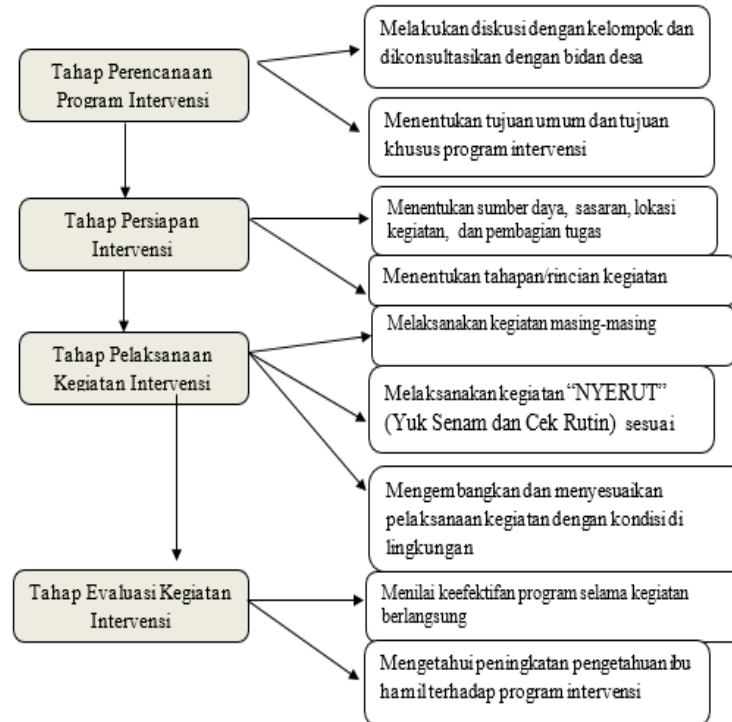 Tahap Perencanaan
Program Intervensi
Melakukan diskusi dengan kelompok dan
dikonsultasikan dengan bidan desa
Menentukan tujuan umum dan tujuan
khusus program intervensi
Tahap Persiapan
Intervensi
Menentukan sumber daya, sasaran, lokasi
kegiatan, dan pembagian tugas
Menentukan tahapan/rincian kegiatan
Tahap Pelaksanaan
Kegiatan Intervensi
Melaksanakan kegiatan masing-masing
Melaksanakan kegiatan “NYERUT”
(Yuk Senam dan Cek Rutin) sesuai
Mengembangkan dan menyesuaikan
pelaksanaan kegiatan dengan kondisi di
lingkungan
Tahap Evaluasi Kegiatan
Intervensi
Menilai keefektifan program selama kegiatan
berlangsung
Mengetahui peningkatan pengetahuan ibu
hamil terhadap program intervensi